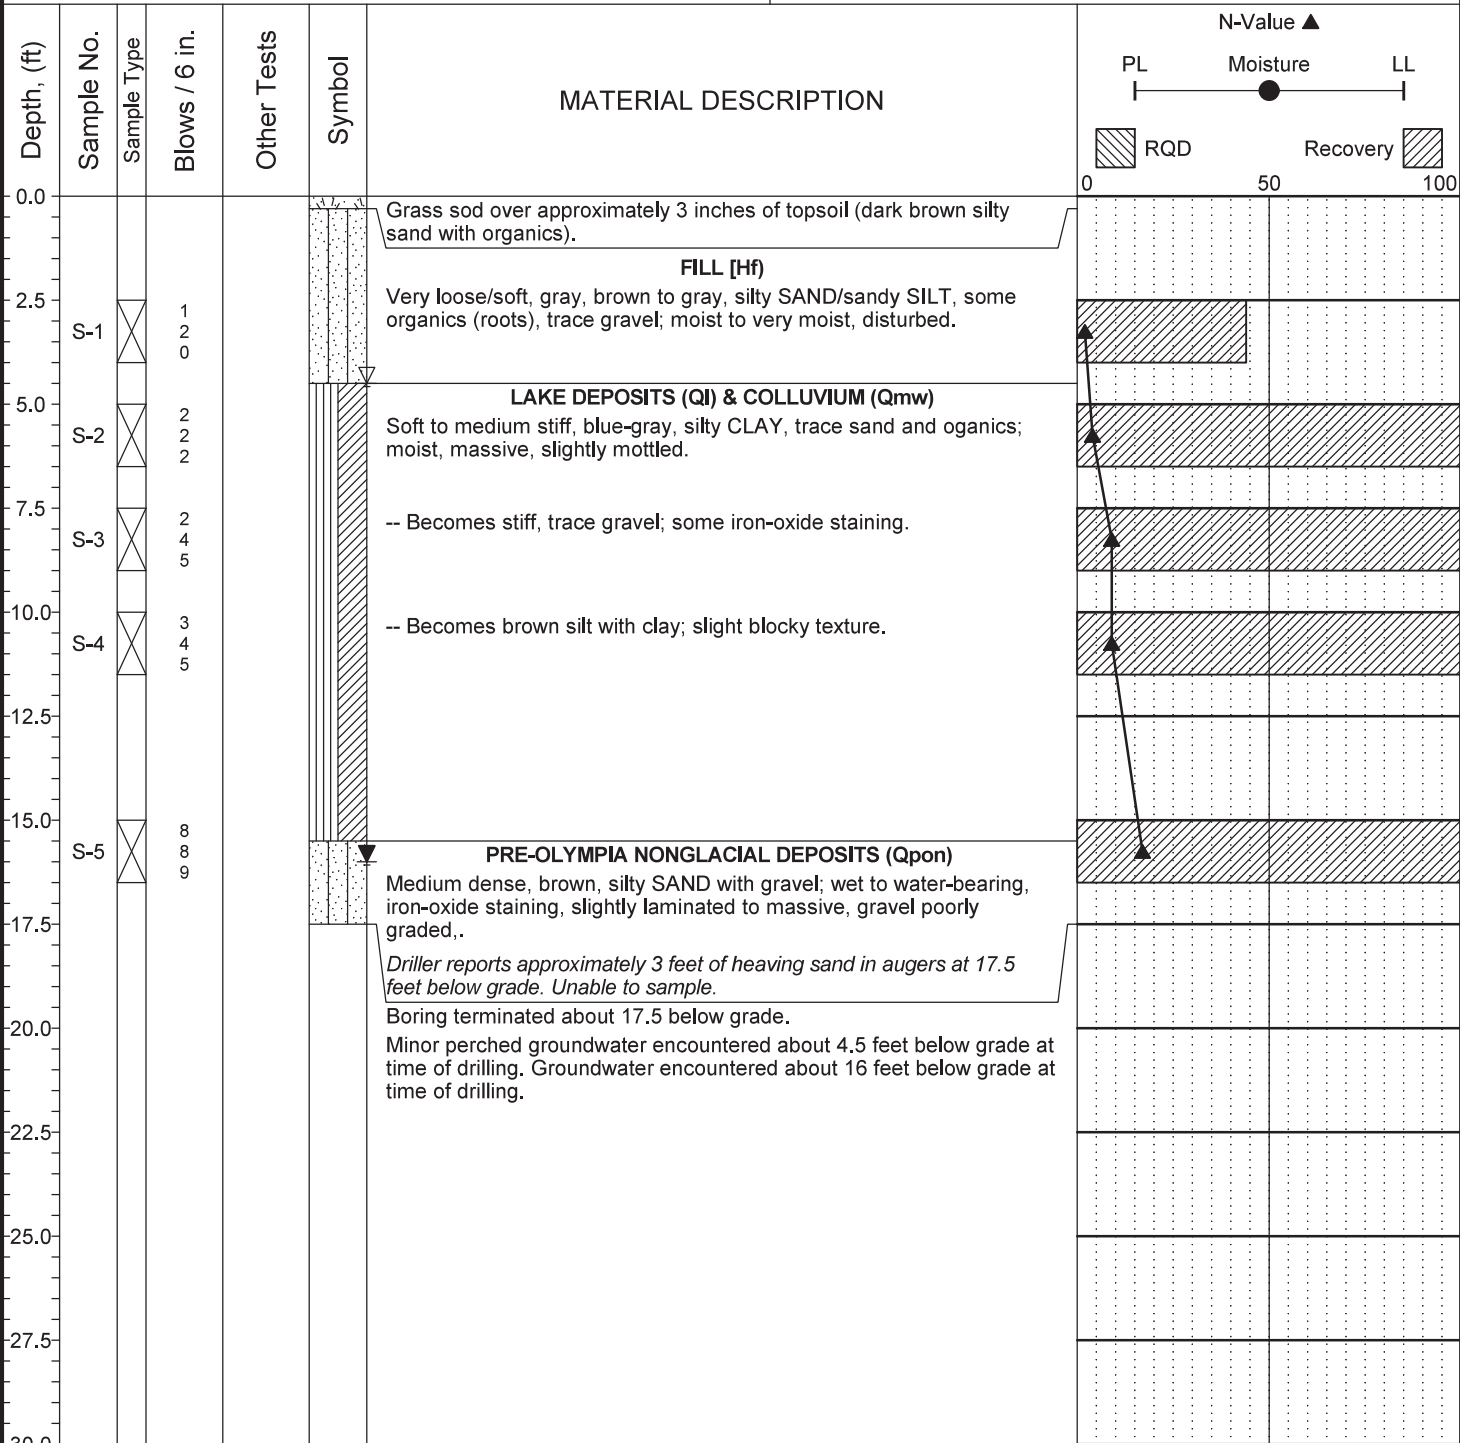 Depth, (ft)
Sample No.
Sample Type
Blows / 6 in.
Other Tests
Symbol
MATERIAL DESCRIPTION
N-Value ▲
PL Moisture LL
RQD Recovery
0 50 100
0.0
Grass sod over approximately 3 inches of topsoil (dark brown silty
sand with organics).
FILL [Hf)
2.5
Very loose/soft, gray, brown to gray, silty SAND/sandy SILT, some
organics (roots), trace gravel; moist to very moist, disturbed.
S-1
1
2
0
LAKE DEPOSITS (Ql) & COLLUVIUM (Qmw)
5.0
Soft to medium stiff, blue-gray, silty CLAY, trace sand and oganics;
moist, massive, slightly mottled.
S-2
2
2
2
7.5
-- Becomes stiff, trace gravel; some iron-oxide staining.
S-3
2
4
5
10.0
-- Becomes brown silt with clay; slight blocky texture.
S-4
3
4
5
12.5
15.0
S-5
8
8
9
PRE-OLYMPIA NONGLACIAL DEPOSITS (Qpon)
Medium dense, brown, silty SAND with gravel; wet to water-bearing,
iron-oxide staining, slightly laminated to massive, gravel poorly
graded,.
17.5
Driller reports approximately 3 feet of heaving sand in augers at 17.5
feet below grade. Unable to sample.
Boring terminated about 17.5 below grade.
20.0
Minor perched groundwater encountered about 4.5 feet below grade at
time of drilling. Groundwater encountered about 16 feet below grade at
time of drilling.
22.5
25.0
27.5
30.0